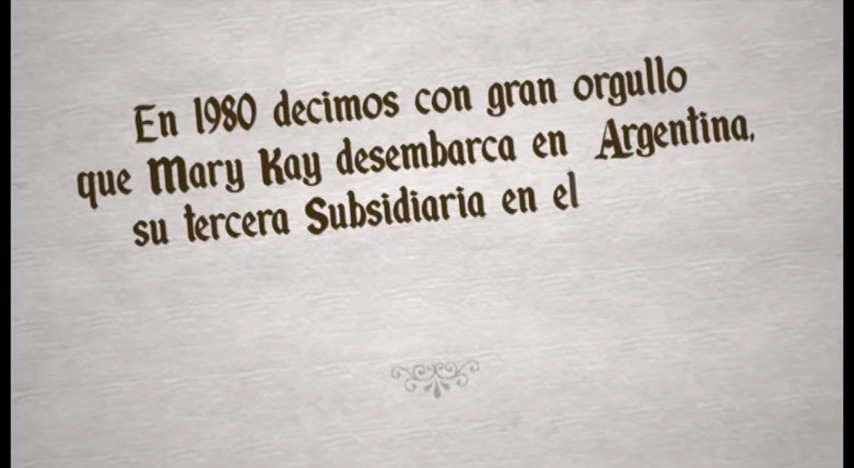 En 1980 decimos con gran orgullo
que Mary Kay desembarca en Argentina,
su tercera Subsidiaria en el